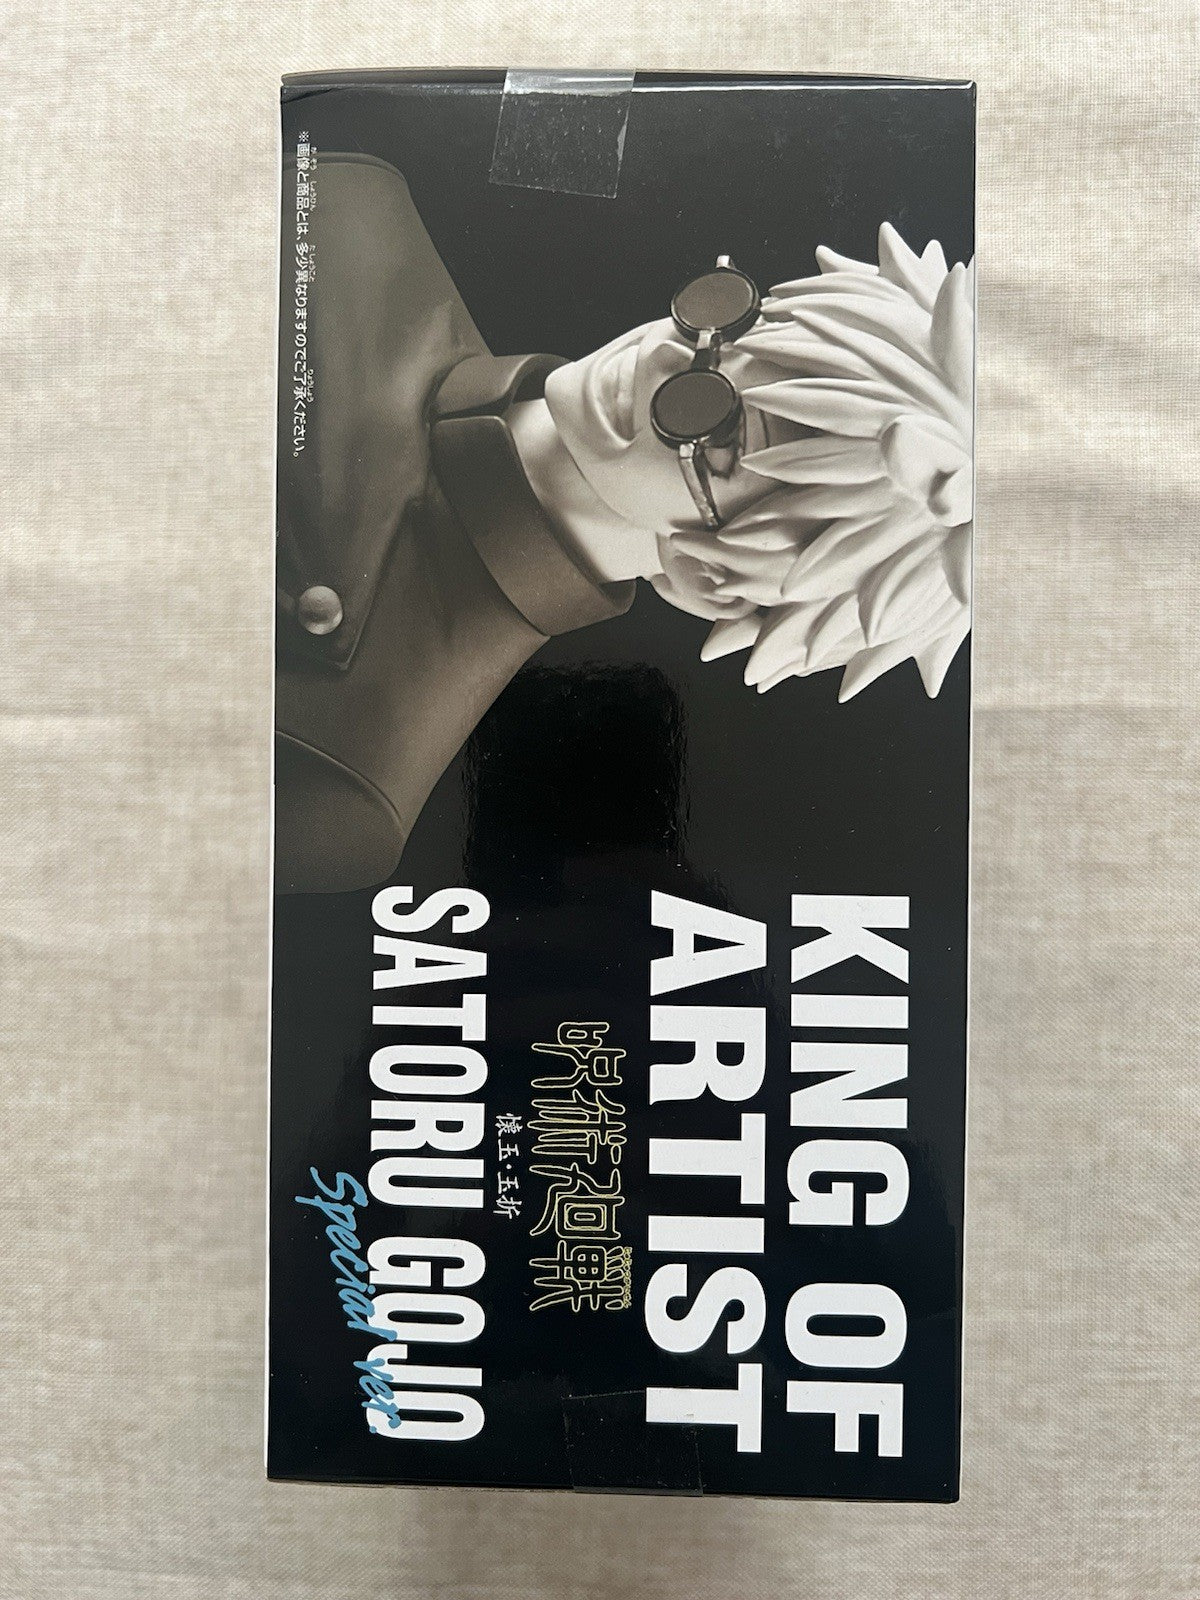 KING OF
ARTIST
呪術廻戦
懐玉・玉折
SATORU GOJO
Special ver.
※画像と商品とは、多少異なりますのでご了承ください。